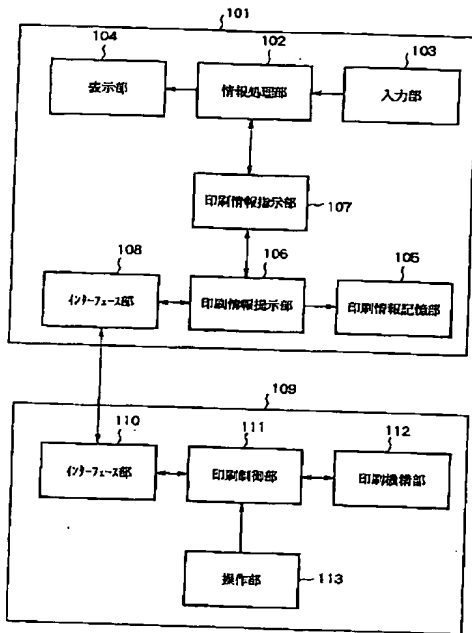 101
104
102
103
表示部
情報処理部
入力部
印刷情報指示部
107
108
106
105
インターフェース部
印刷情報提示部
印刷情報記憶部
109
110
111
112
インターフェース部
印刷制御部
印刷機構部
操作部
113